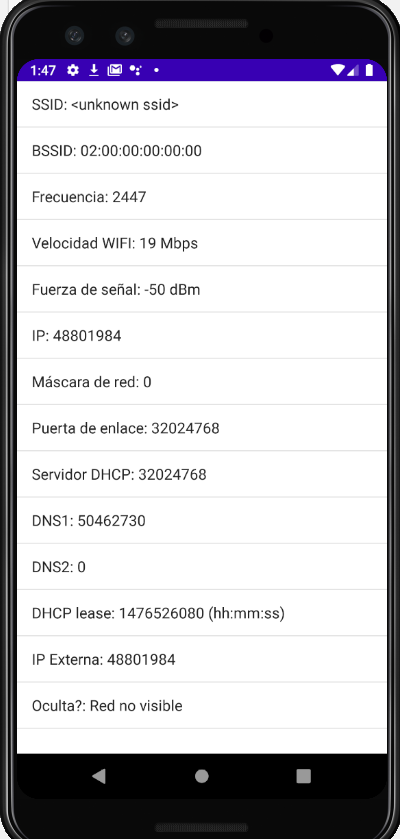 1:47
SSID: <unknown ssid>
BSSID: 02:00:00:00:00:00
Frecuencia: 2447
Velocidad WIFI: 19 Mbps
Fuerza de señal: -50 dBm
IP: 48801984
Máscara de red: 0
Puerta de enlace: 32024768
Servidor DHCP: 32024768
DNS1: 50462730
DNS2: 0
DHCP lease: 1476526080 (hh:mm:ss)
IP Externa: 48801984
Oculta?: Red no visible